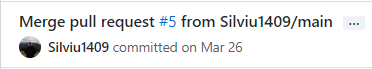 Merge pull request #5 from Silviu1409/main ...
Silviu1409 committed on Mar 26